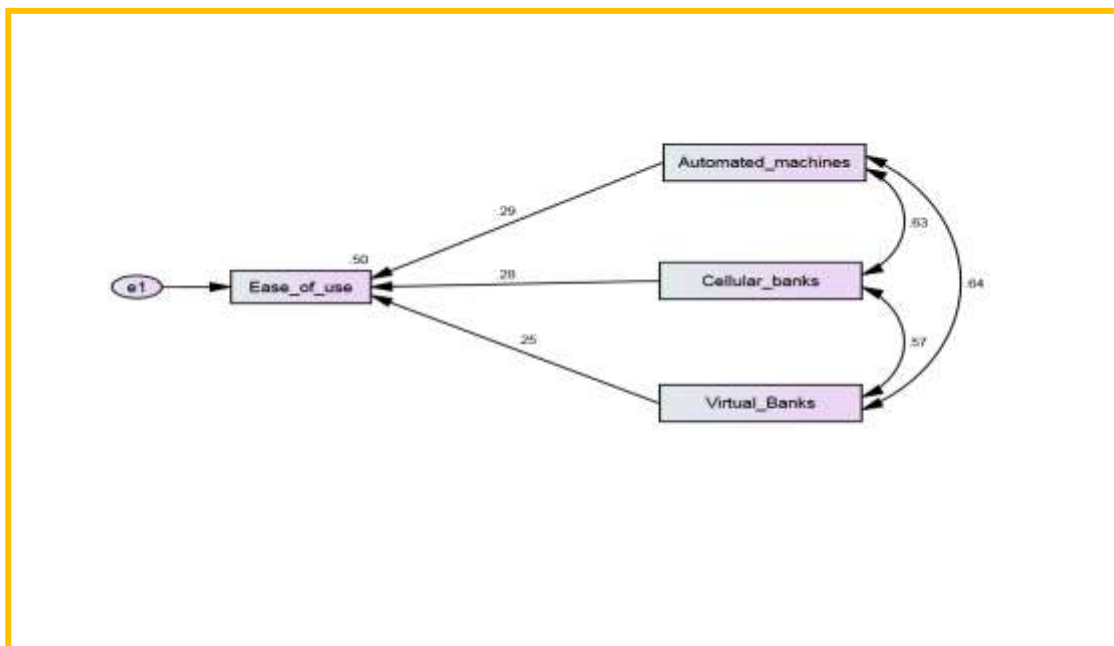 Automated_machines
.29
.63
.50
e1
Ease_of_use
.28
Cellular_banks
.64
.25
.57
Virtual_Banks